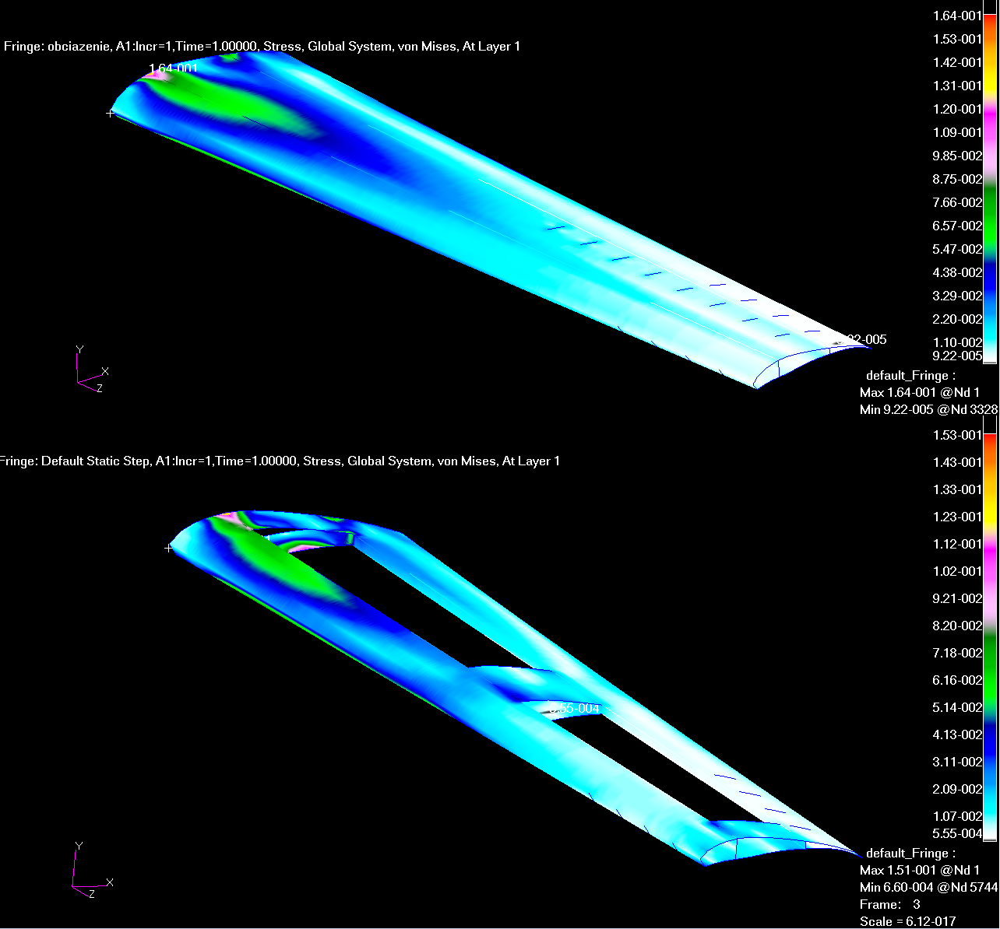 1.64-001
1.53-001
Fringe: obciazenie, A1:Incr=1,Time=1.00000, Stress, Global System, von Mises, At Layer 1
1.42-001
1.64-001
1.31-001
1.20-001
1.09-001
9.85-002
8.75-002
7.66-002
6.57-002
5.47-002
4.38-002
3.29-002
2.20-002
22-005
1.10-002
9.22-005
Y
X
Z
default_Fringe :
Max 1.64-001 @Nd 1
Min 9.22-005 @Nd 3328
1.53-001
Fringe: Default Static Step, A1:Incr=1,Time=1.00000, Stress, Global System, von Mises, At Layer 1
1.43-001
1.33-001
1.23-001
1.12-001
1.02-001
9.21-002
8.20-002
7.18-002
6.16-002
5.14-002
55-004
4.13-002
3.11-002
2.09-002
1.07-002
5.55-004
Y
X
Z
default_Fringe :
Max 1.51-001 @Nd 1
Min 6.60-004 @Nd 5744
Frame: 3
Scale = 6.12-017